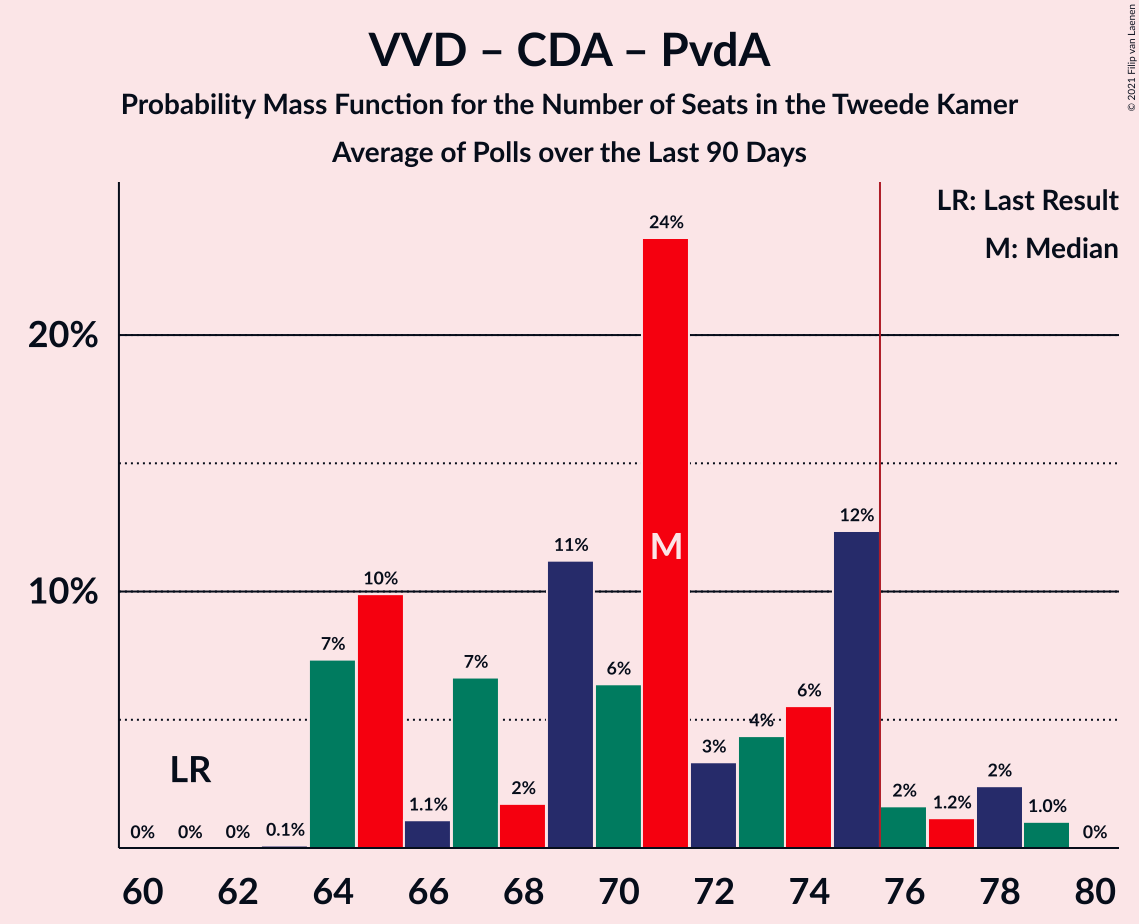 VVD – CDA – PvdA
Probability Mass Function for the Number of Seats in the Tweede Kamer
Average of Polls over the Last 90 Days
© 2021 Filip van Laenen
LR: Last Result
M: Median
20%
10%
0% 0% 0% 0.1% 7% 10% 1.1% 7% 2% 11% 6% 24% 3% 4% 6% 12% 2% 1.2% 2% 1.0% 0%
LR
M
60 62 64 66 68 70 72 74 76 78 80